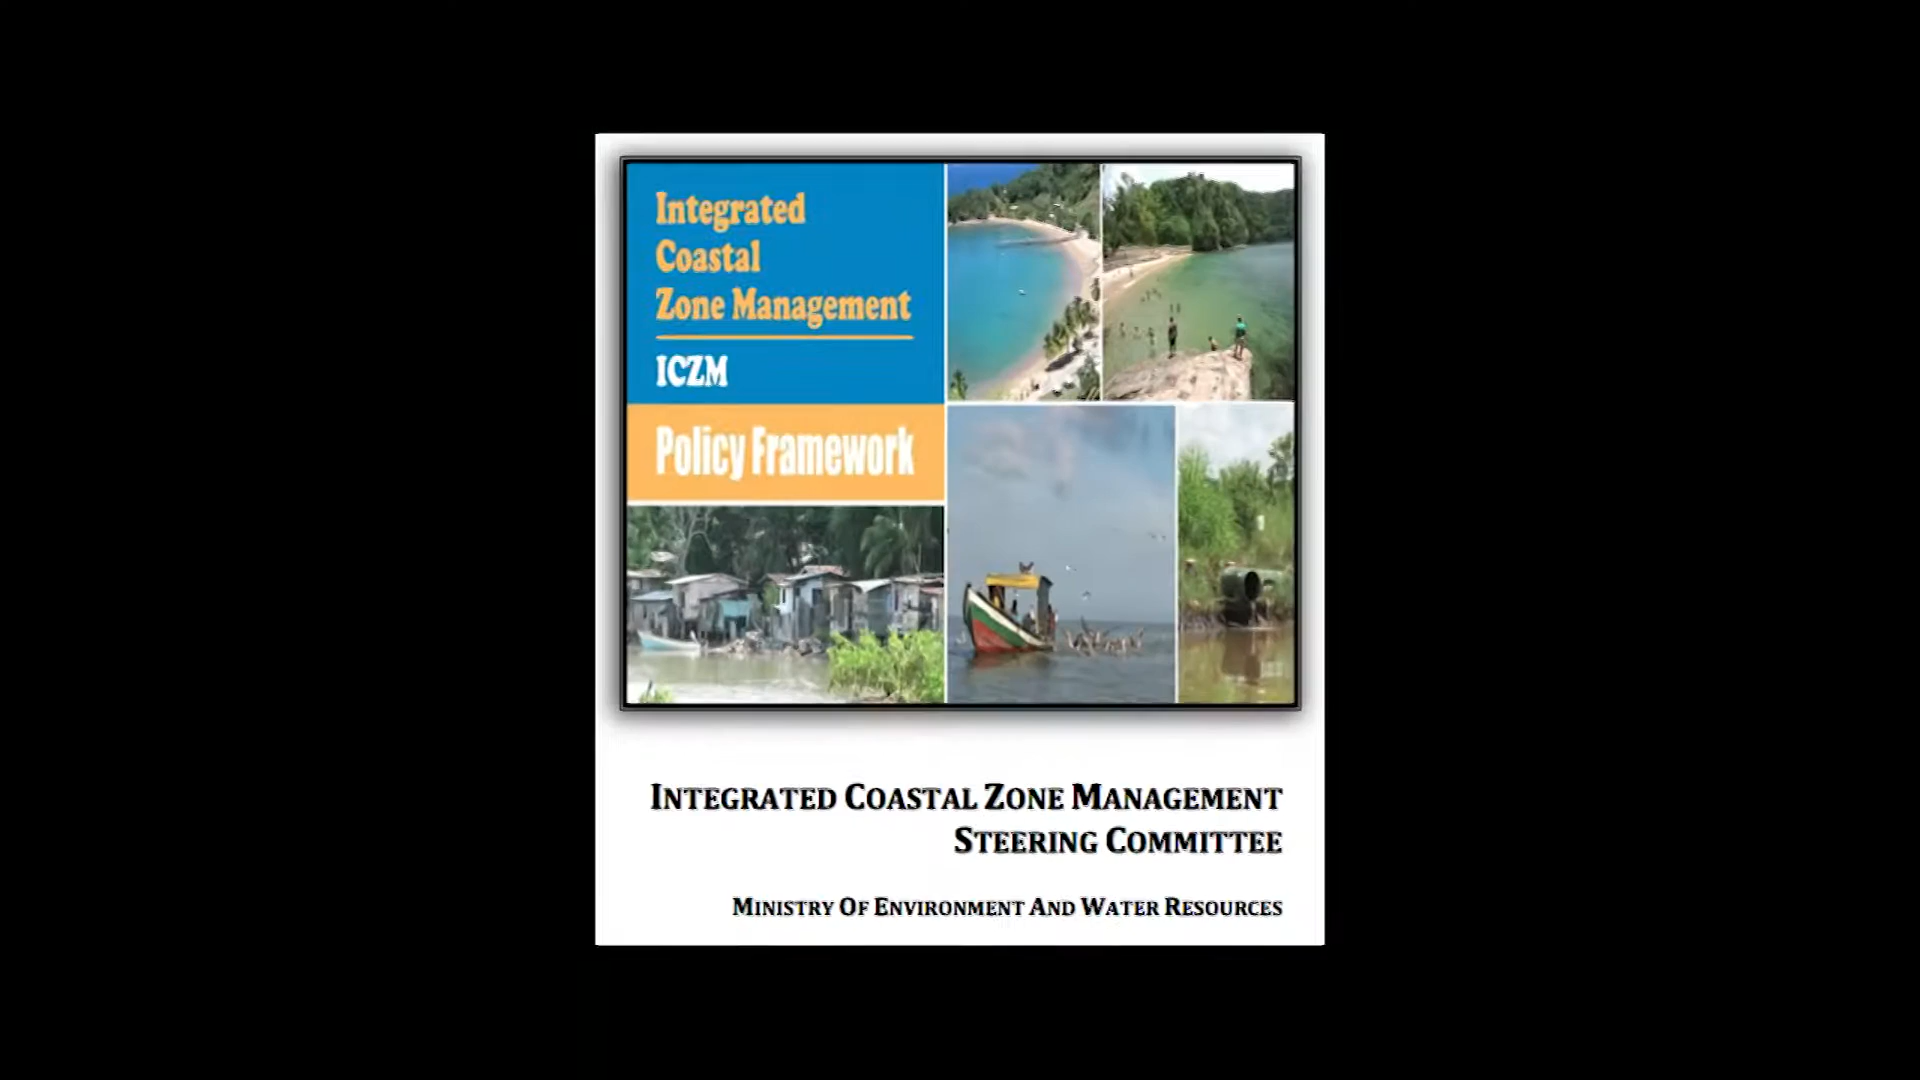 Integrated
Coastal
Zone Management
ICZM
Policy Framework
INTEGRATED COASTAL ZONE MANAGEMENT
STEERING COMMITTEE
MINISTRY OF ENVIRONMENT AND WATER RESOURCES